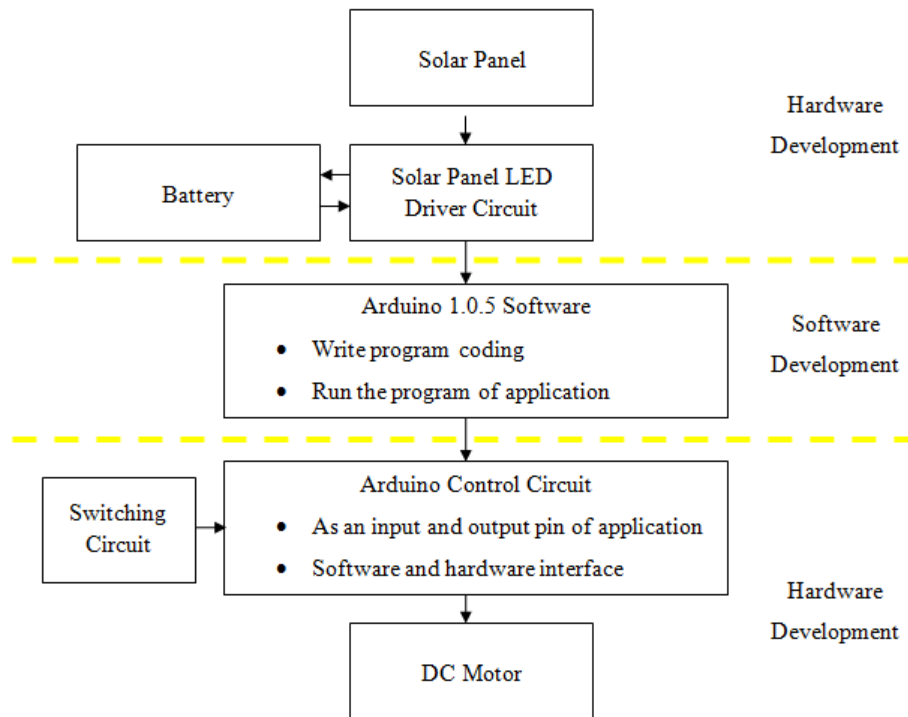 Solar Panel
Hardware
Development
Battery
Solar Panel LED
Driver Circuit
Arduino 1.0.5 Software
• Write program coding
• Run the program of application
Software
Development
Switching
Circuit
Arduino Control Circuit
• As an input and output pin of application
• Software and hardware interface
Hardware
Development
DC Motor